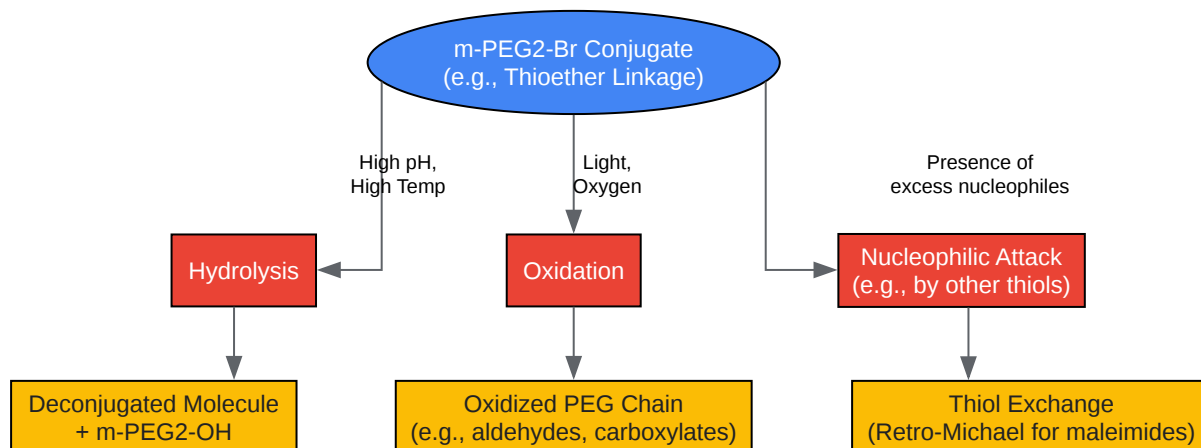 m-PEG2-Br Conjugate
(e.g., Thioether Linkage)
High pH,
High Temp
Light,
Oxygen
Presence of
excess nucleophiles
Hydrolysis
Oxidation
Nucleophilic Attack
(e.g., by other thiols)
Deconjugated Molecule
+ m-PEG2-OH
Oxidized PEG Chain
(e.g., aldehydes, carboxylates)
Thiol Exchange
(Retro-Michael for maleimides)